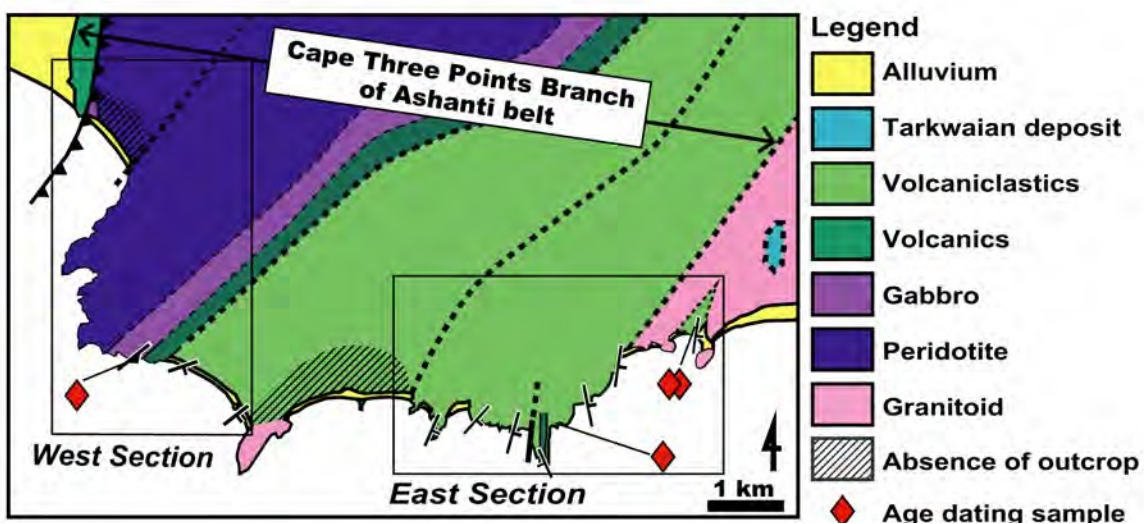 Cape Three Points Branch
of Ashanti belt
West Section
East Section
1 km
Legend
Alluvium
Tarkwaian deposit
Volcaniclastics
Volcanics
Gabbro
Peridotite
Granitoid
Absence of outcrop
Age dating sample